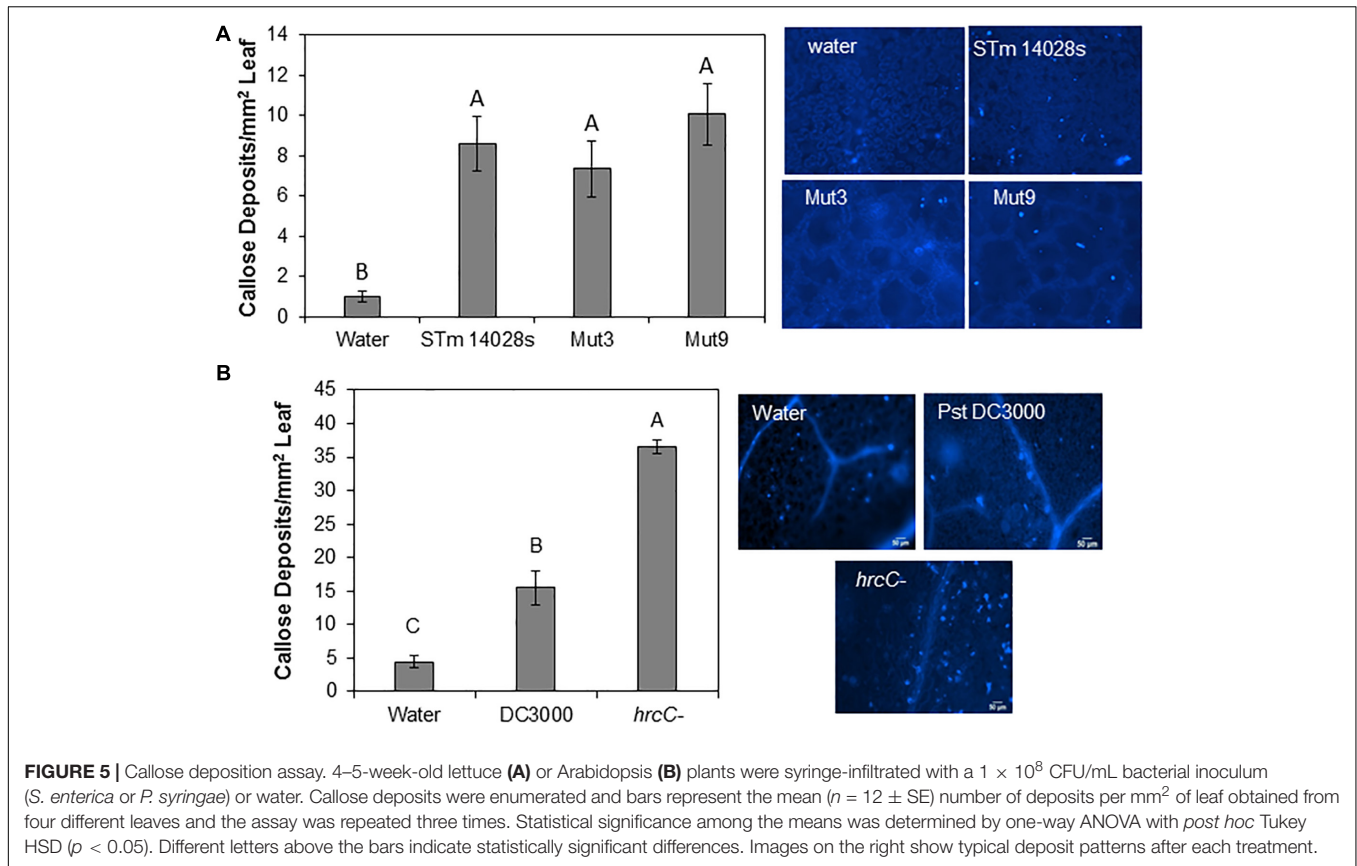 A
Callose Deposits/mm² Leaf
14
12
10
8
6
4
2
0
B
A
A
A
Water
STm 14028s
Mut3
Mut9
water
STm 14028s
Mut3
Mut9
B
Callose Deposits/mm² Leaf
45
40
35
30
25
20
15
10
5
0
C
B
A
Water
DC3000
hrcC-
Water
Pst DC3000
50 µm
50 µm
hrcC-
50 µm
FIGURE 5 | Callose deposition assay. 4–5-week-old lettuce (A) or Arabidopsis (B) plants were syringe-infiltrated with a 1 × 10⁸ CFU/mL bacterial inoculum
(S. enterica or P. syringae) or water. Callose deposits were enumerated and bars represent the mean (n = 12 ± SE) number of deposits per mm² of leaf obtained from
four different leaves and the assay was repeated three times. Statistical significance among the means was determined by one-way ANOVA with post hoc Tukey
HSD (p < 0.05). Different letters above the bars indicate statistically significant differences. Images on the right show typical deposit patterns after each treatment.